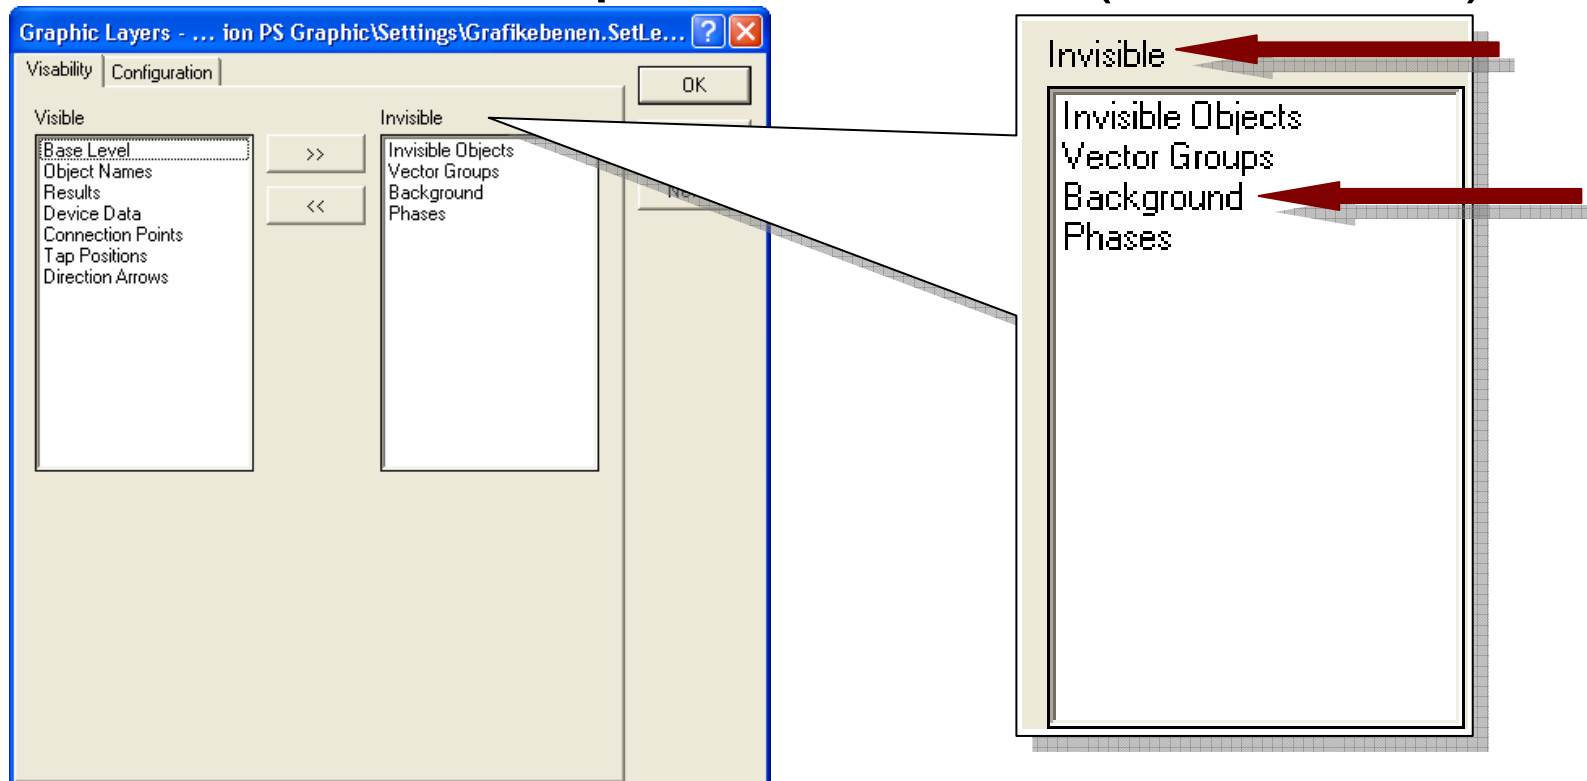 Graphic Layers - ... ion PS Graphic\Settings\Grafikebenen.SetLe...
Visability
Configuration
OK
Visible
Invisible
Base Level
Object Names
Results
Device Data
Connection Points
Tap Positions
Direction Arrows
>>
<<
Invisible Objects
Vector Groups
Background
Phases
Invisible
Invisible Objects
Vector Groups
Background
Phases